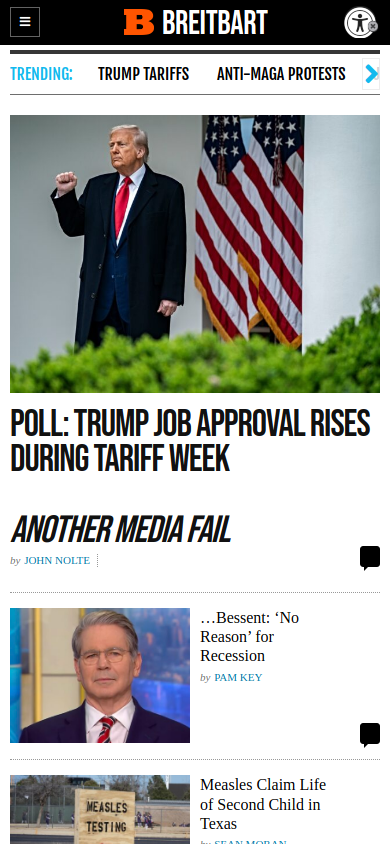 B BREITBART
TRENDING:
TRUMP TARIFFS
ANTI-MAGA PROTESTS
POLL: TRUMP JOB APPROVAL RISES
DURING TARIFF WEEK
ANOTHER MEDIA FAIL
by JOHN NOLTE
…Bessent: ‘No
Reason’ for
Recession
by PAM KEY
Measles Claim Life
of Second Child in
Texas
MEASLES
TESTING
by SEAN MORAN